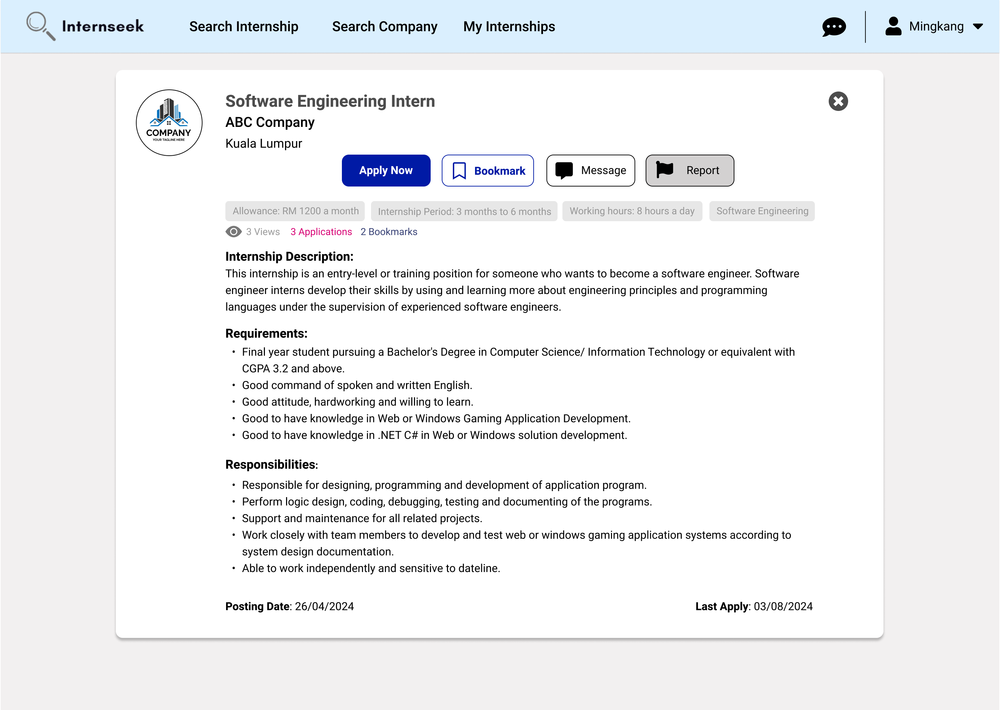 Internseek
Search Internship
Search Company
My Internships
Mingkang
COMPANY
YOUR TAGLINE HERE
Software Engineering Intern
ABC Company
Kuala Lumpur
Apply Now
Bookmark
Message
Report
Allowance: RM 1200 a month
Internship Period: 3 months to 6 months
Working hours: 8 hours a day
Software Engineering
3 Views
3 Applications
2 Bookmarks
Internship Description:
This internship is an entry-level or training position for someone who wants to become a software engineer. Software
engineer interns develop their skills by using and learning more about engineering principles and programming
languages under the supervision of experienced software engineers.
Requirements:
• Final year student pursuing a Bachelor's Degree in Computer Science/ Information Technology or equivalent with
CGPA 3.2 and above.
• Good command of spoken and written English.
• Good attitude, hardworking and willing to learn.
• Good to have knowledge in Web or Windows Gaming Application Development.
• Good to have knowledge in .NET C# in Web or Windows solution development.
Responsibilities:
• Responsible for designing, programming and development of application program.
• Perform logic design, coding, debugging, testing and documenting of the programs.
• Support and maintenance for all related projects.
• Work closely with team members to develop and test web or windows gaming application systems according to
system design documentation.
• Able to work independently and sensitive to dateline.
Posting Date: 26/04/2024
Last Apply: 03/08/2024